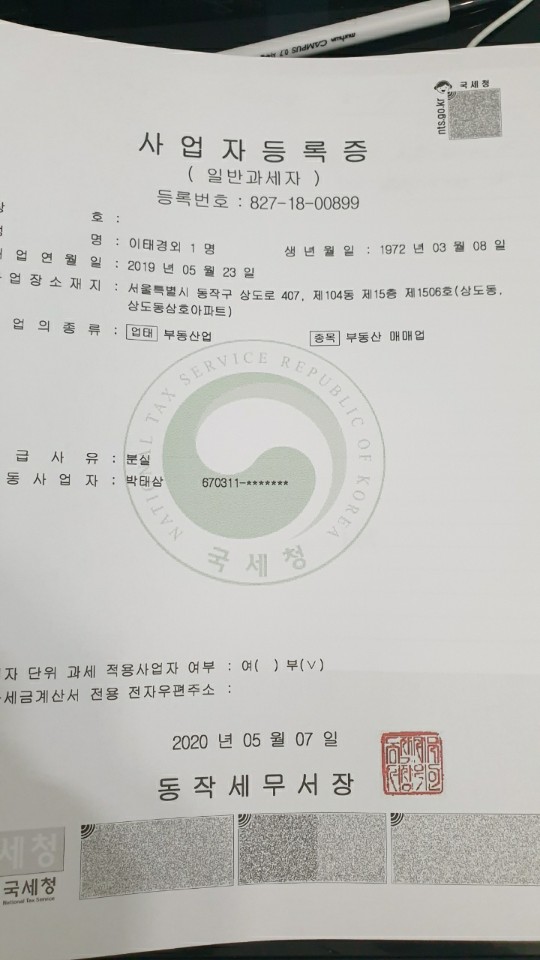 mar hur CAMPUS 0.7
국세청
nts.go.kr
사업자등록증
( 일반과세자 )
등록번호 : 827-18-00899
호 :
명 : 이태경외 1 명 생년월일 : 1972 년 03 월 08 일
업연월일 : 2019 년 05 월 23 일
업장소재지 : 서울특별시 동작구 상도로 407, 제104동 제15층 제1506호(상도동,
상도동삼호아파트)
업의종류 : 업태 부동산업 종목 부동산 매매업
NATIONAL TAX SERVICE REPUBLIC OF KOREA
급사유 : 분실
동사업자 : 박태삼 670311-*******
국세청
자 단위 과세 적용사업자 여부 : 여( ) 부(∨)
세금계산서 전용 전자우편주소 :
2020 년 05 월 07 일
동작세무서장
세청
국세청
National Tax Service